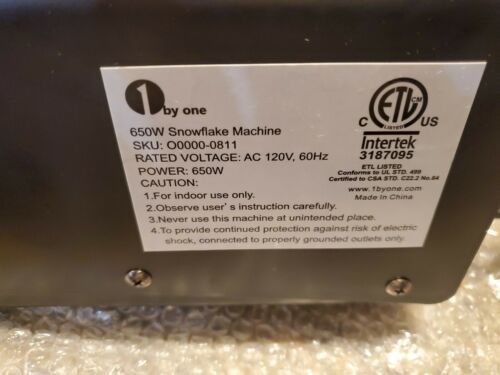 1 by one
650W Snowflake Machine
SKU: O0000-0811
RATED VOLTAGE: AC 120V, 60Hz
POWER: 650W
CAUTION:
1.For indoor use only.
2.Observe user's instruction carefully.
3.Never use this machine at unintended place.
4.To provide continued protection against risk of electric
shock, connected to properly grounded outlets only.
ETL CM
LISTED
C US
Intertek
3187095
ETL LISTED
Conforms to UL STD. 499
Certified to CSA STD. C22.2 No.64
www.1byone.com
Made In China